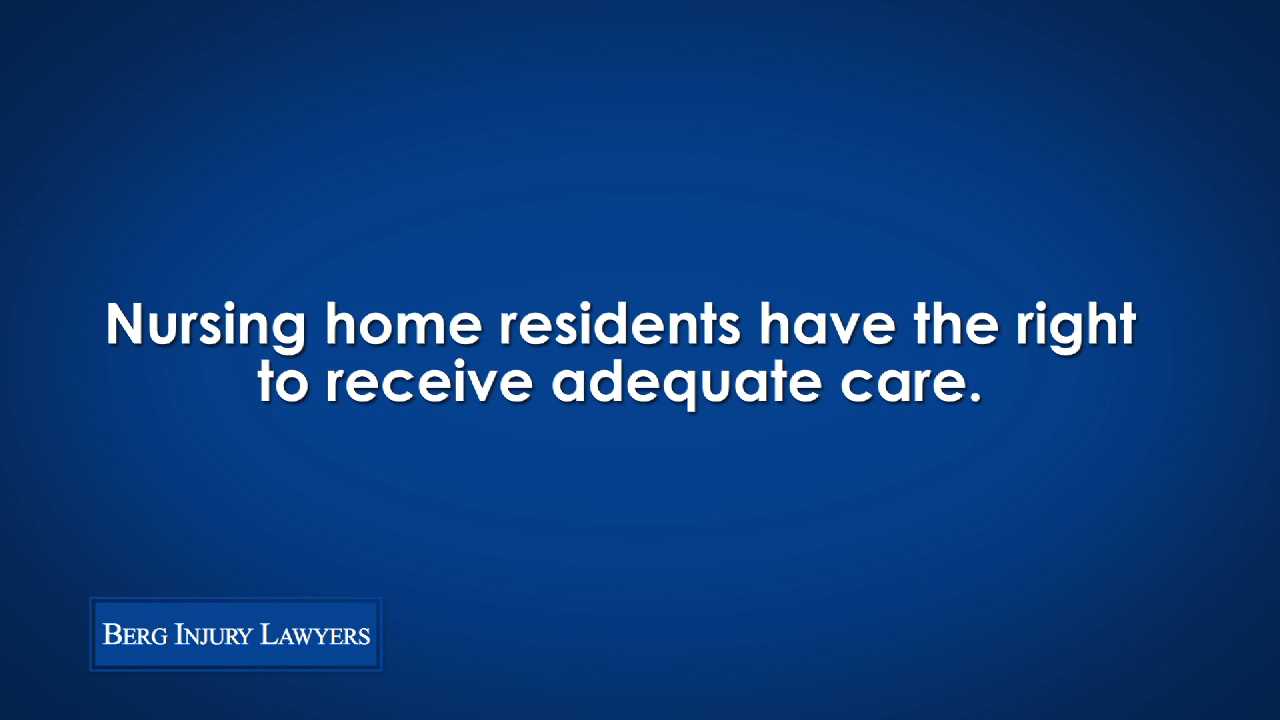 Nursing home residents have the right
to receive adequate care.
BERG INJURY LAWYERS